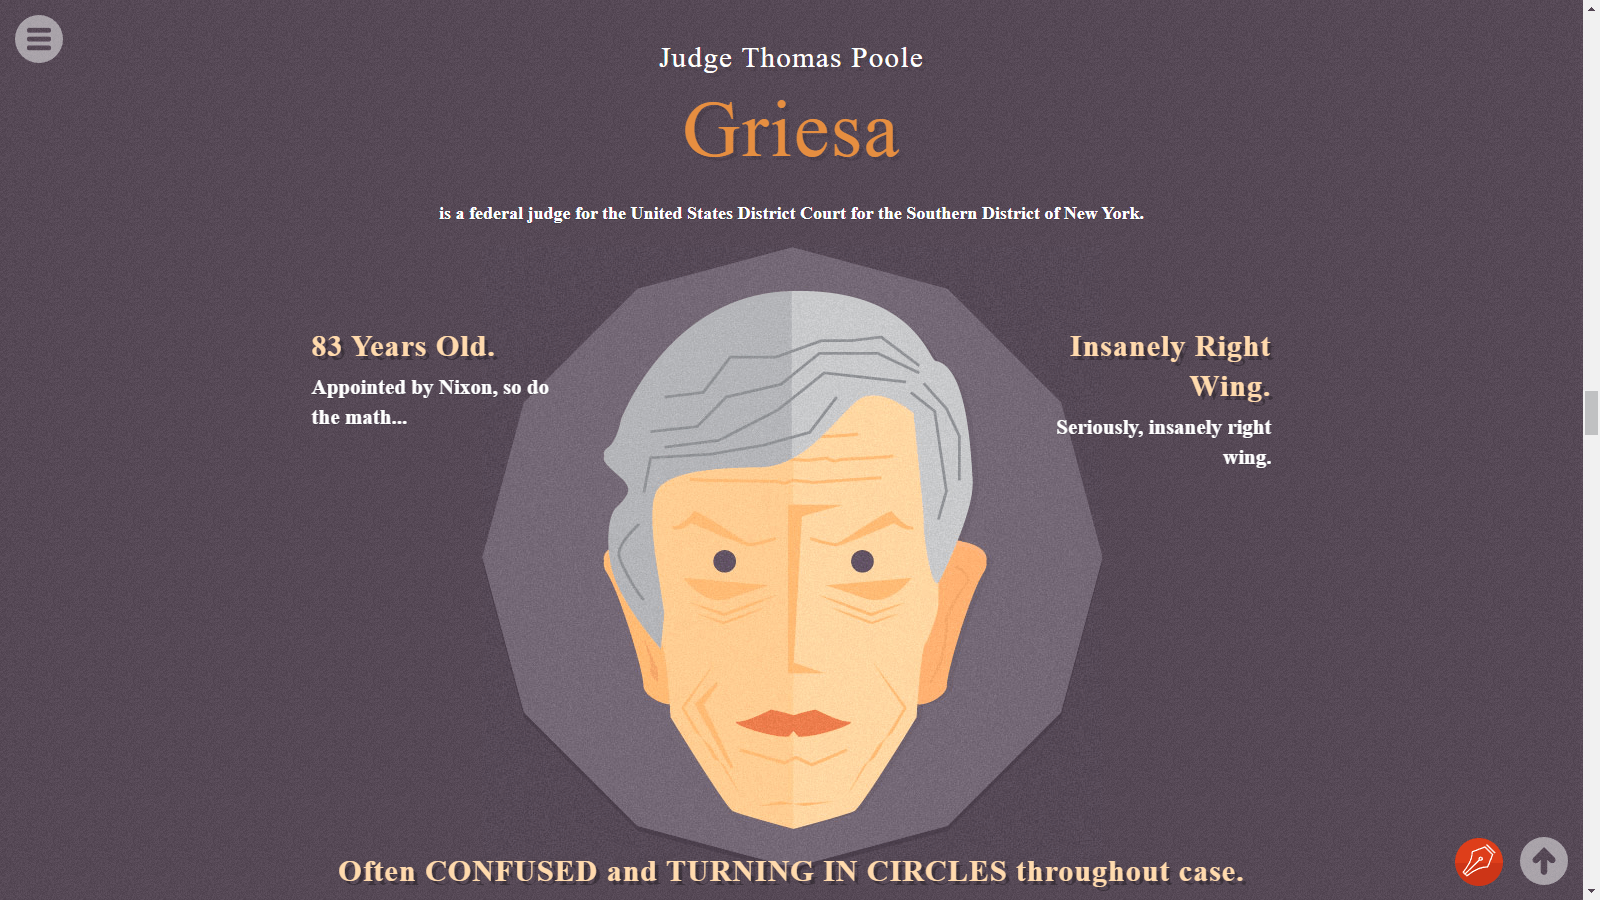 Judge Thomas Poole
Griesa
is a federal judge for the United States District Court for the Southern District of New York.
83 Years Old.
Appointed by Nixon, so do
the math...
Insanely Right
Wing.
Seriously, insanely right
wing.
Often CONFUSED and TURNING IN CIRCLES throughout case.